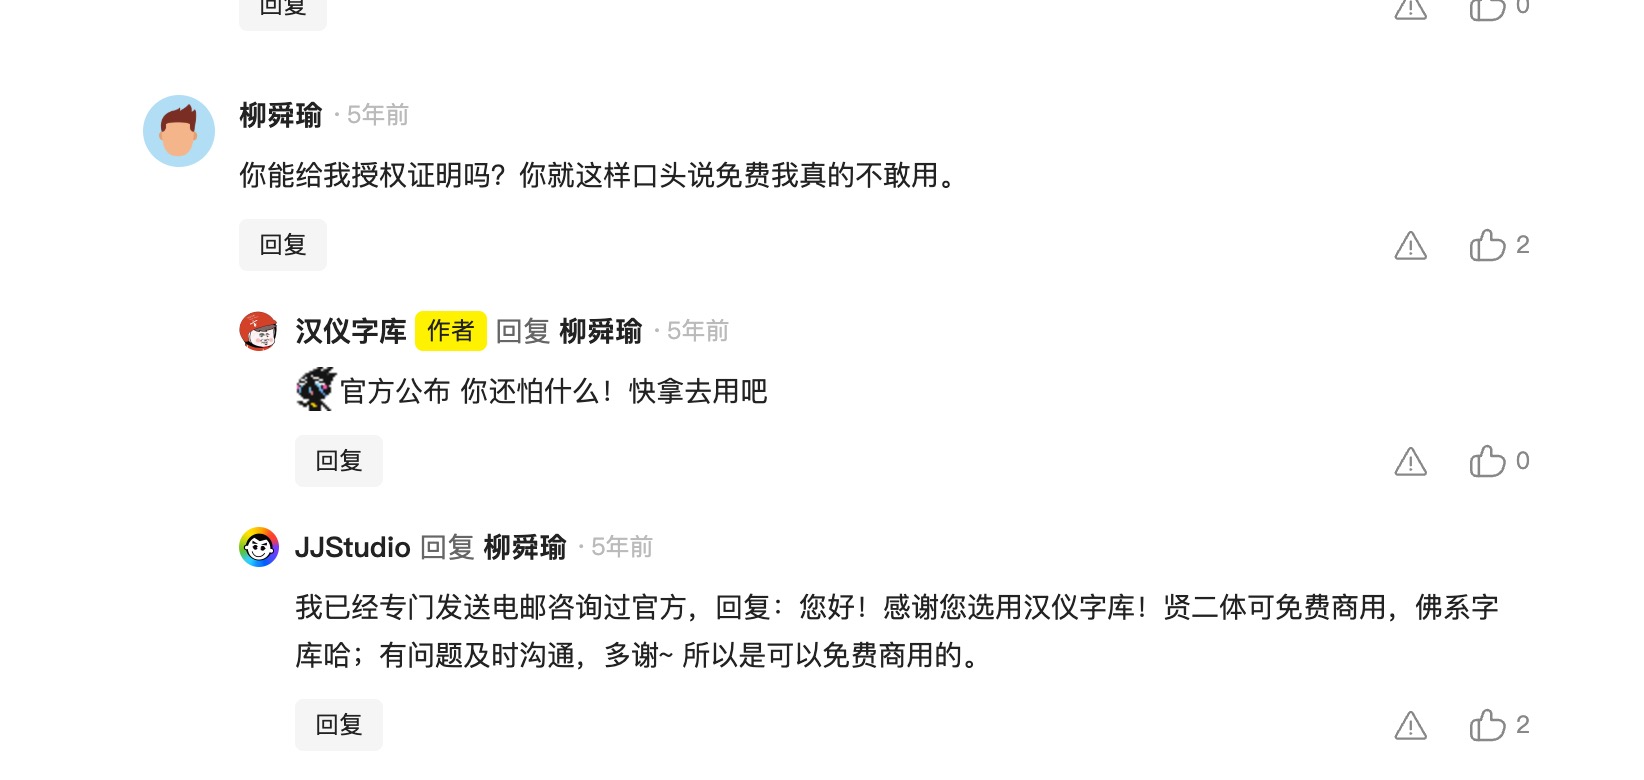 回复 0
柳舜瑜 · 5年前
你能给我授权证明吗？你就这样口头说免费我真的不敢用。
回复 2
汉仪字库 作者 回复 柳舜瑜 · 5年前
官方公布 你还怕什么！快拿去用吧
回复 0
JJStudio 回复 柳舜瑜 · 5年前
我已经专门发送电邮咨询过官方，回复：您好！感谢您选用汉仪字库！贤二体可免费商用，佛系字
库哈；有问题及时沟通，多谢~ 所以是可以免费商用的。
回复 2